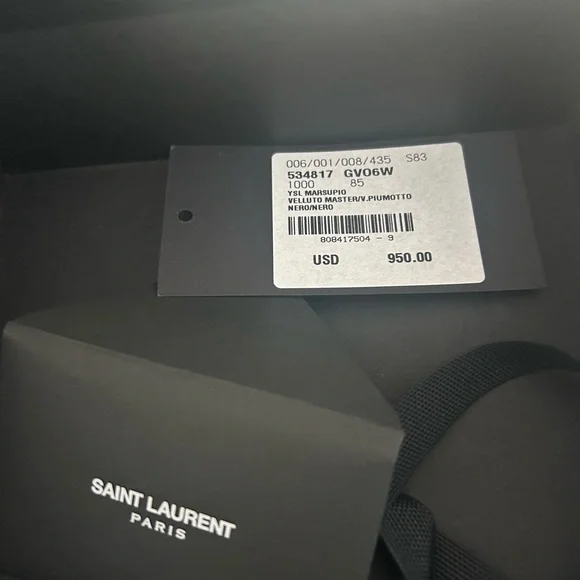 006/001/008/435 S83
534817 GV06W
1000 85
YSL MARSUPIO
VELLUTO MASTER/V.PIUMOTTO
NERO/NERO
808417504 - 9
USD 950.00
SAINT LAURENT
PARIS